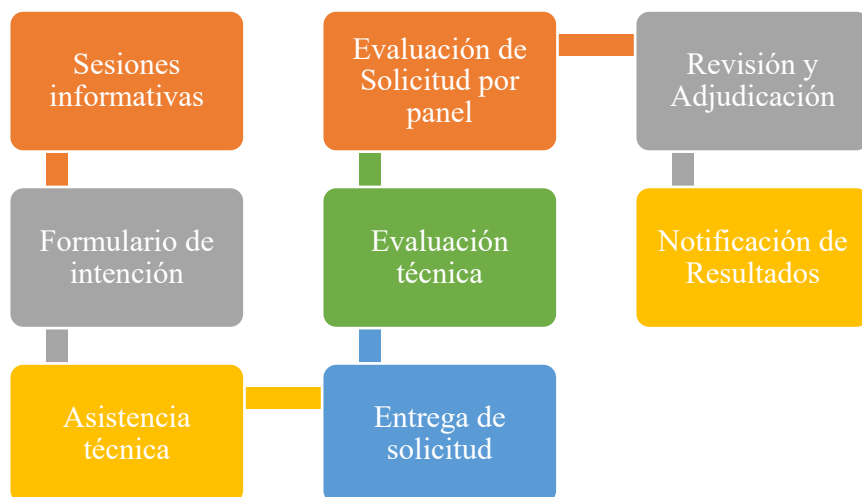 Sesiones
informativas
Formulario de
intención
Asistencia
técnica
Entrega de
solicitud
Evaluación
técnica
Evaluación de
Solicitud por
panel
Revisión y
Adjudicación
Notificación de
Resultados